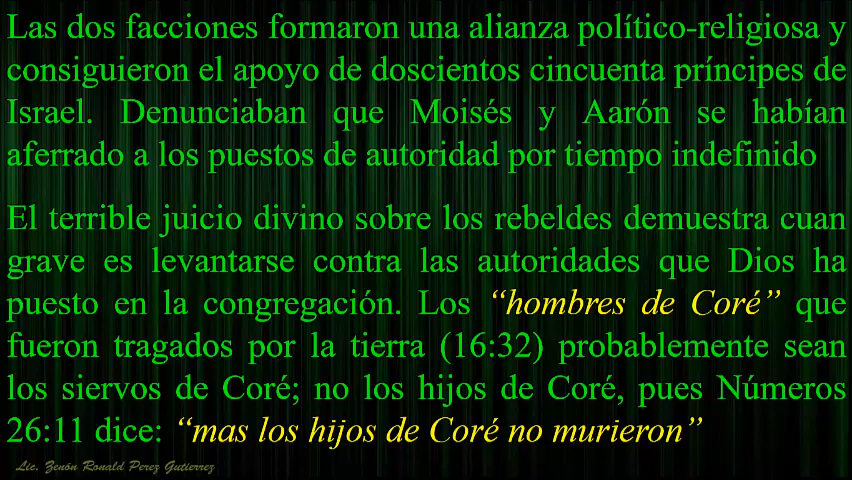 Las dos facciones formaron una alianza político-religiosa y
consiguieron el apoyo de doscientos cincuenta príncipes de
Israel. Denunciaban que Moisés y Aarón se habían
aferrado a los puestos de autoridad por tiempo indefinido
El terrible juicio divino sobre los rebeldes demuestra cuan
grave es levantarse contra las autoridades que Dios ha
puesto en la congregación. Los “hombres de Coré” que
fueron tragados por la tierra (16:32) probablemente sean
los siervos de Coré; no los hijos de Coré, pues Números
26:11 dice: “mas los hijos de Coré no murieron”
Lic. Zenón Ronald Perez Gutierrez